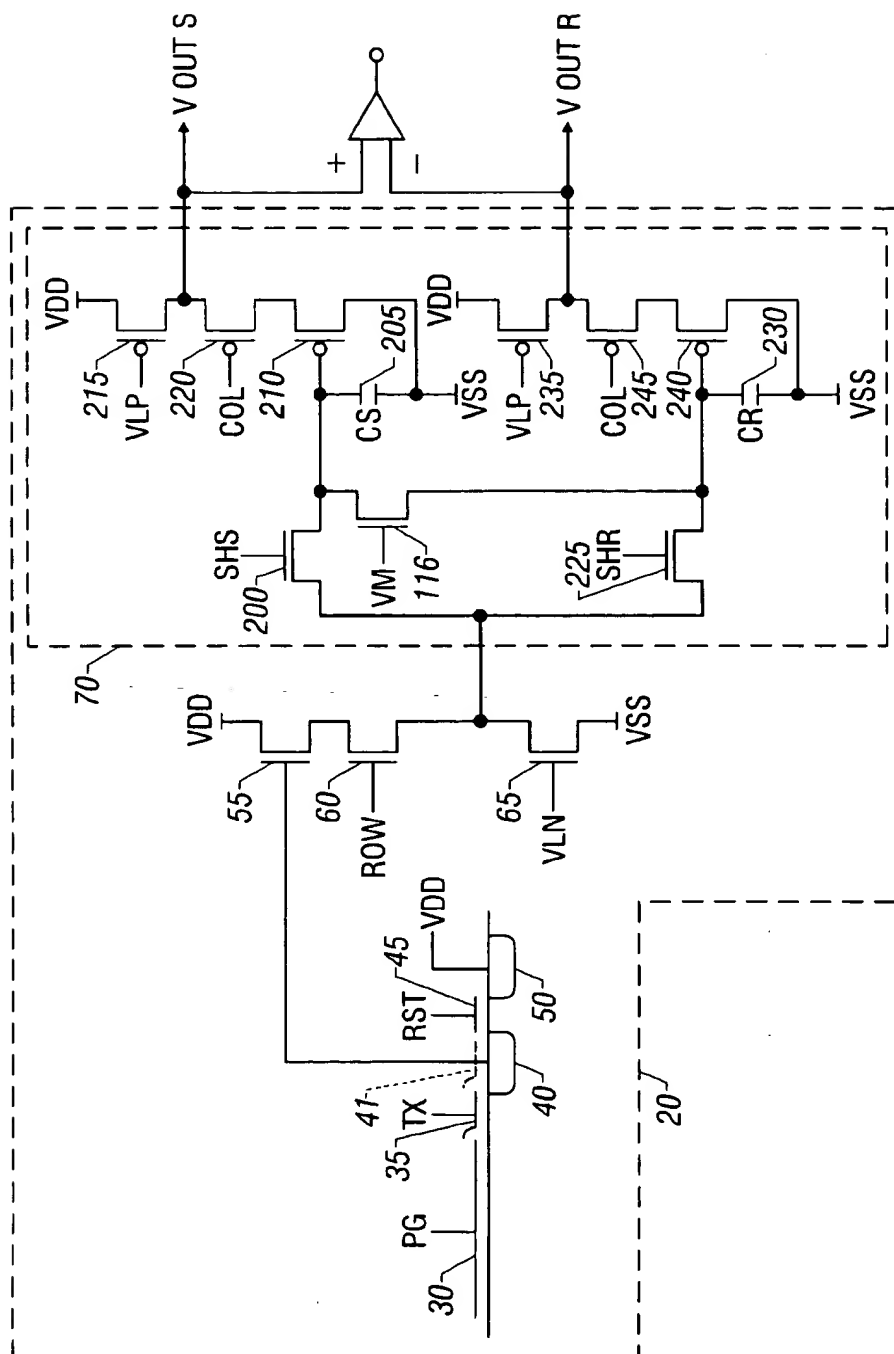 V OUT S
V OUT R
+
−
VDD
215
VLP
220
COL
210
CS
205
VSS
VDD
VLP
235
COL
245
240
CR
230
VSS
SHS
200
VM
116
225
SHR
70
VDD
55
60
ROW
65
VLN
VSS
VDD
45
RST
50
41
TX
35
40
PG
30
20